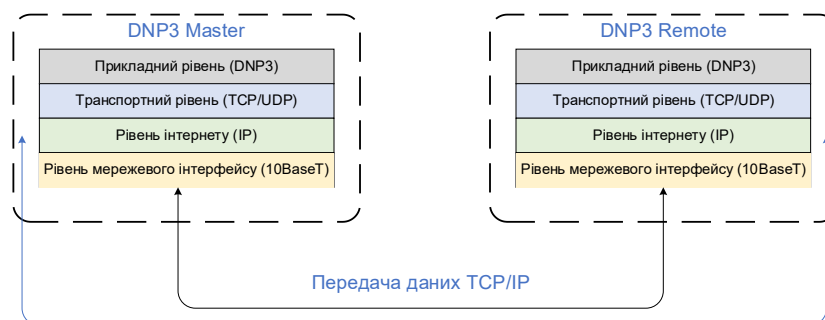 DNP3 Master
Прикладний рівень (DNP3)
Транспортний рівень (TCP/UDP)
Рівень інтернету (IP)
Рівень мережевого інтерфейсу (10BaseT)
DNP3 Remote
Прикладний рівень (DNP3)
Транспортний рівень (TCP/UDP)
Рівень інтернету (IP)
Рівень мережевого інтерфейсу (10BaseT)
Передача даних TCP/IP